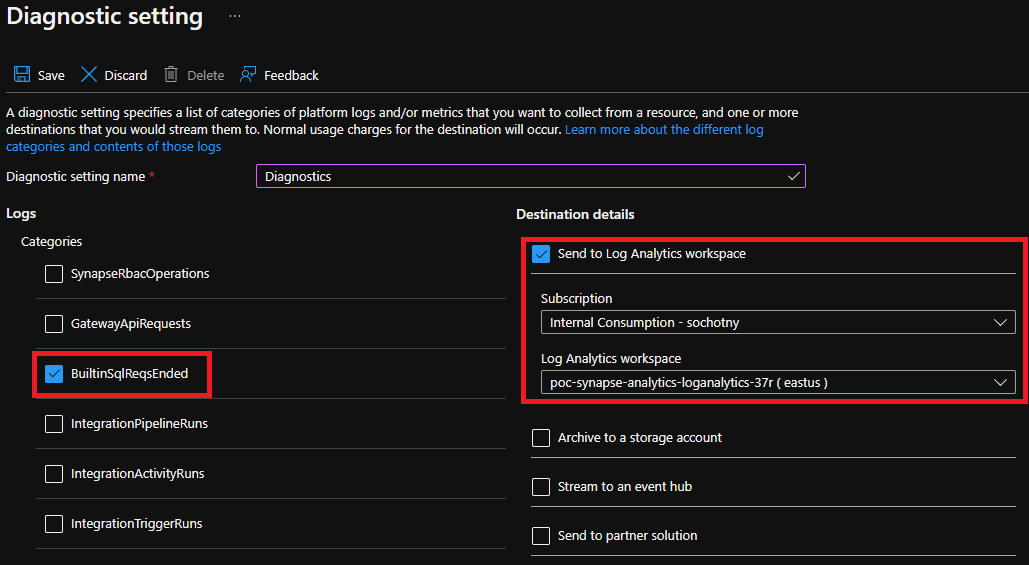 Diagnostic setting ...
Save Discard Delete Feedback
A diagnostic setting specifies a list of categories of platform logs and/or metrics that you want to collect from a resource, and one or more
destinations that you would stream them to. Normal usage charges for the destination will occur. Learn more about the different log
categories and contents of those logs
Diagnostic setting name * Diagnostics
Logs
Categories
SynapseRbacOperations
GatewayApiRequests
BuiltinSqlReqsEnded
IntegrationPipelineRuns
IntegrationActivityRuns
IntegrationTriggerRuns
Destination details
Send to Log Analytics workspace
Subscription
Internal Consumption - sochotny
Log Analytics workspace
poc-synapse-analytics-loganalytics-37r ( eastus )
Archive to a storage account
Stream to an event hub
Send to partner solution